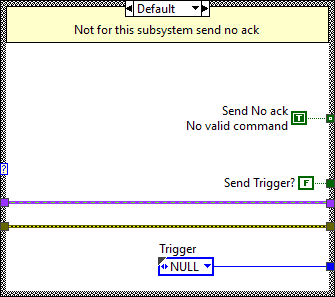 Default
Not for this subsystem send no ack
Send No ack
No valid command
T
?
Send Trigger?
F
Trigger
NULL